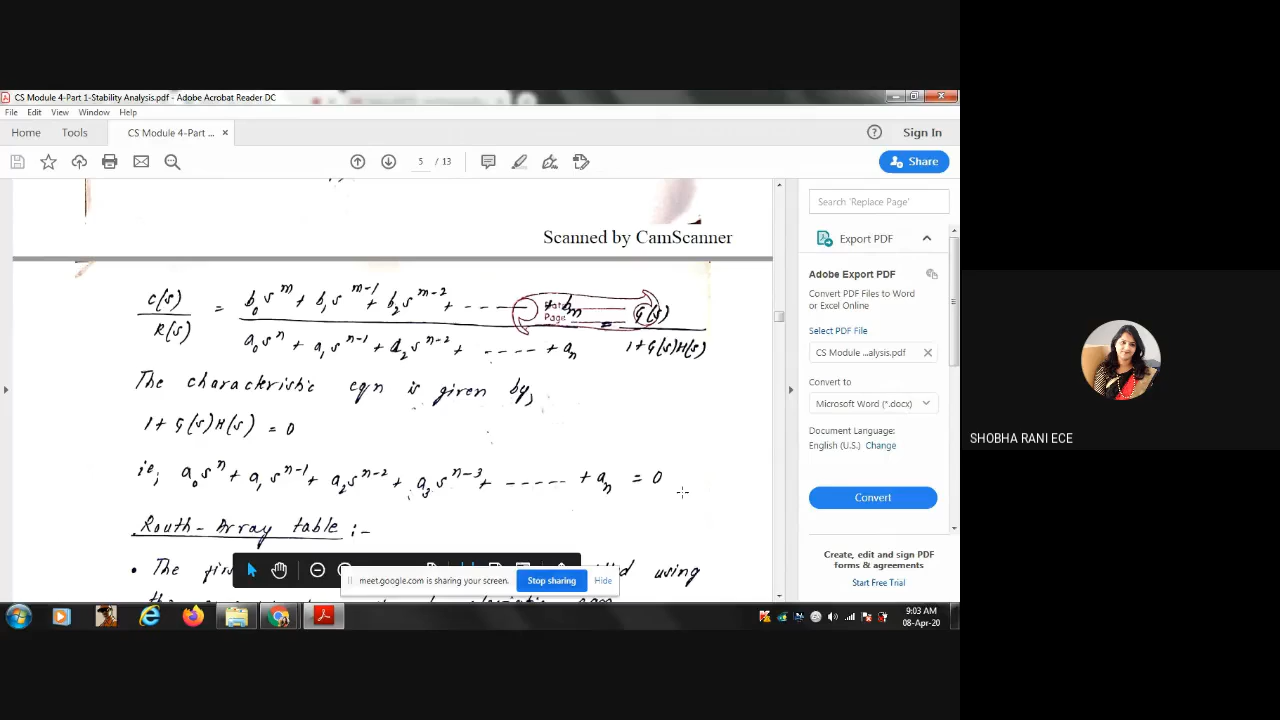 CS Module 4-Part 1-Stability Analysis.pdf - Adobe Acrobat Reader DC
File Edit View Window Help
Home Tools CS Module 4-Part ... × Sign In
5 / 13 Share
Scanned by CamScanner
C(s)/R(s) = b₀s^m + b₁s^(m-1) + b₂s^(m-2) + ----- + bm / a₀s^n + a₁s^(n-1) + a₂s^(n-2) + ----- + an = G(s) / 1+G(s)H(s)
Date
Page
The characteristic eqn is given by,
1 + G(s)H(s) = 0
ie, a₀s^n + a₁s^(n-1) + a₂s^(n-2) + a₃s^(n-3) + ------ + an = 0
Routh-Array table :-
• The using
Search 'Replace Page'
Export PDF
Adobe Export PDF
Convert PDF Files to Word
or Excel Online
Select PDF File
CS Module ...alysis.pdf ×
Convert to
Microsoft Word (*.docx)
Document Language:
English (U.S.) Change
Convert
Create, edit and sign PDF
forms & agreements
Start Free Trial
meet.google.com is sharing your screen. Stop sharing Hide
9:03 AM
08-Apr-20
SHOBHA RANI ECE